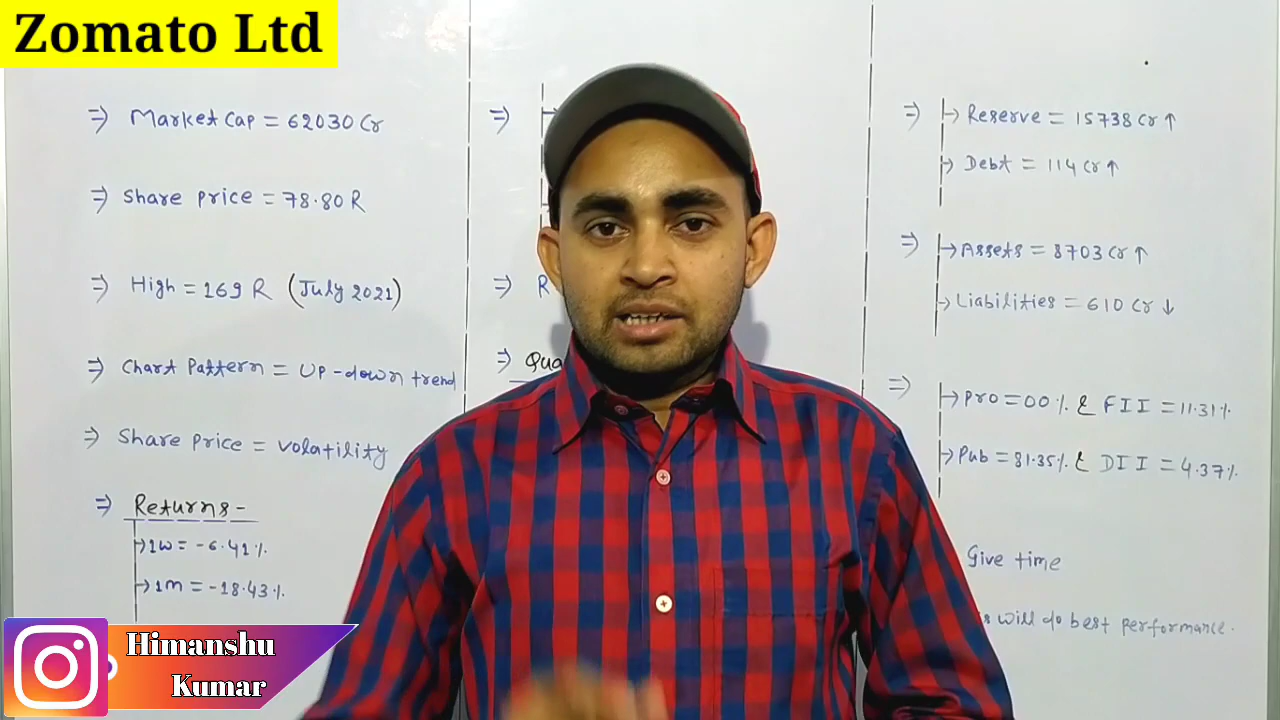 Zomato Ltd
⇒ Market Cap = 62030 Cr
⇒ Share price = 78.80 R
⇒ High = 169 R (July 2021)
⇒ Chart Pattern = Up-down trend
⇒ Share Price = volatility
⇒ Returns -
→ 1w = -6.41%.
→ 1m = -18.43%.
⇒
⇒ R
⇒
⇒ → Reserve = 15738 Cr ↑
→ Debt = 114 Cr ↑
⇒ → Assets = 8703 Cr ↑
→ Liabilities = 610 Cr ↓
⇒ → Pro = 00%. & FII = 11.31%.
→ Pub = 81.35%. & DII = 4.37%.
Give time
will do best performance.
Himanshu
Kumar